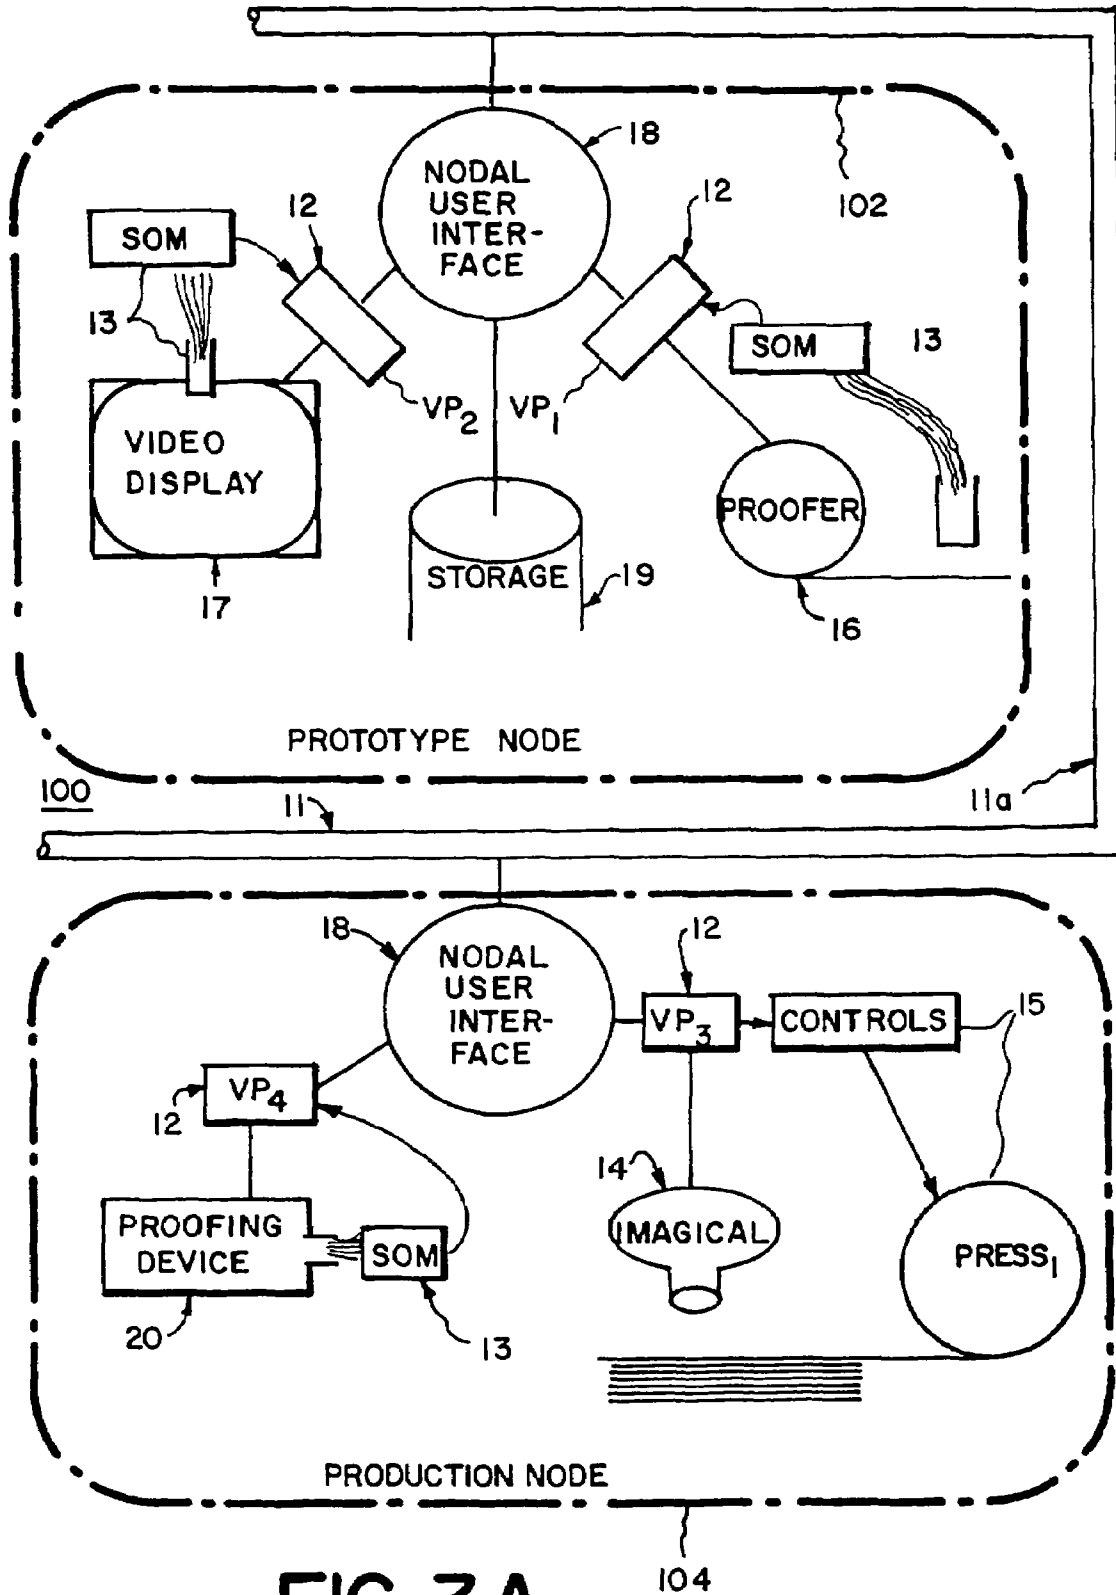 18
NODAL
USER
INTER-
FACE
102
12
12
SOM
13
SOM
13
VP2
VP1
VIDEO
DISPLAY
PROOFER
STORAGE
19
17
16
PROTOTYPE NODE
100
11
11a
18
NODAL
USER
INTER-
FACE
12
VP3
CONTROLS
15
VP4
12
14
IMAGICAL
PROOFING
DEVICE
SOM
PRESS1
20
13
PRODUCTION NODE
104
FIG. 3A